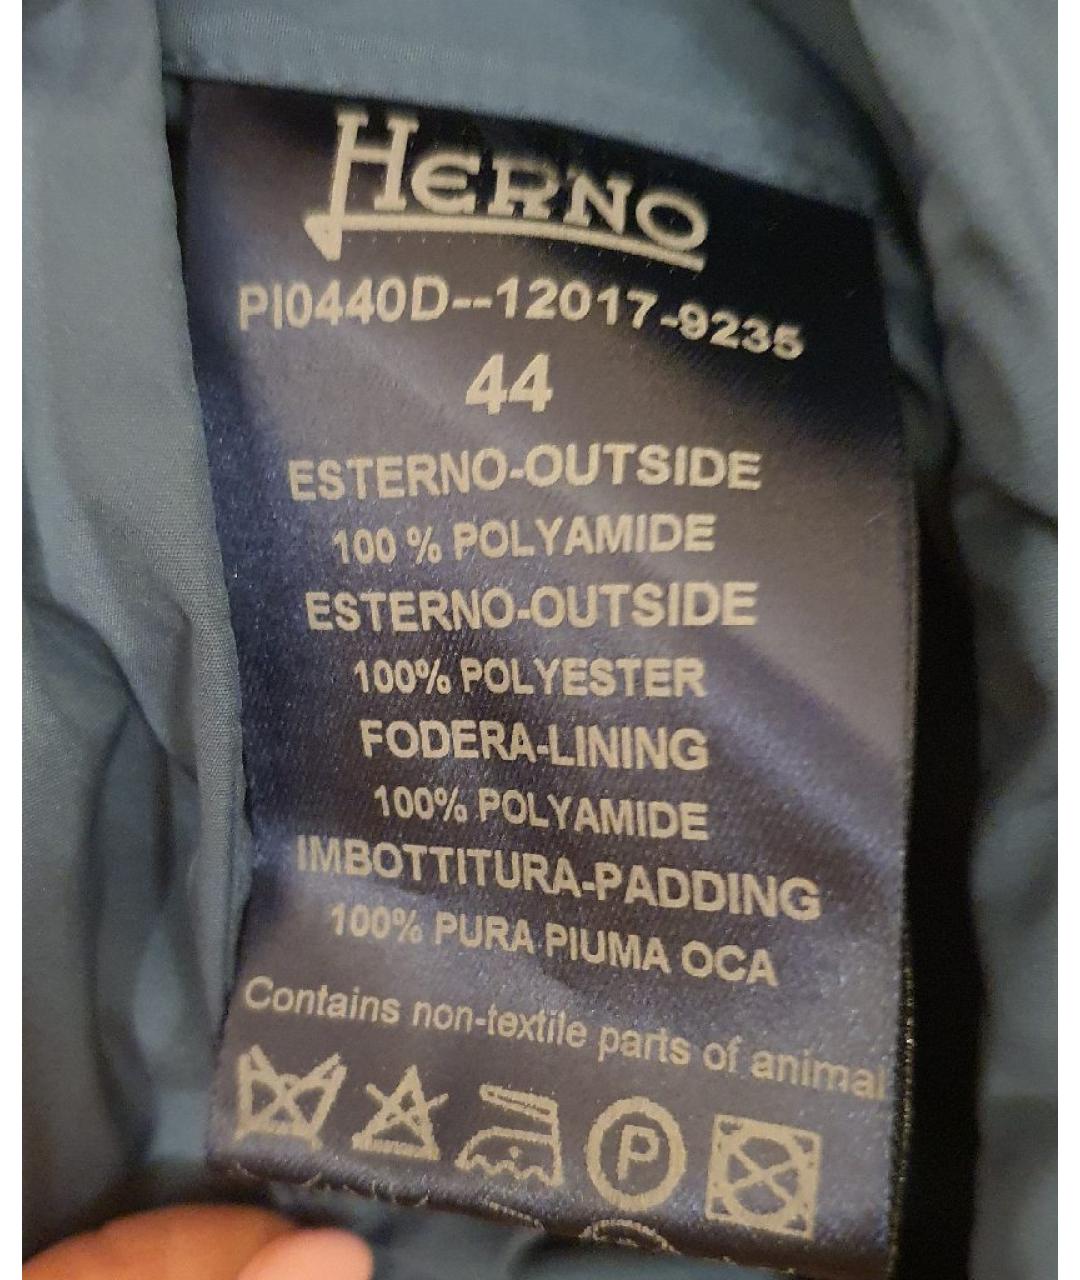 HERNO
PI0440D--12017-9235
44
ESTERNO-OUTSIDE
100 % POLYAMIDE
ESTERNO-OUTSIDE
100% POLYESTER
FODERA-LINING
100% POLYAMIDE
IMBOTTITURA-PADDING
100% PURA PIUMA OCA
Contains non-textile parts of animal
P